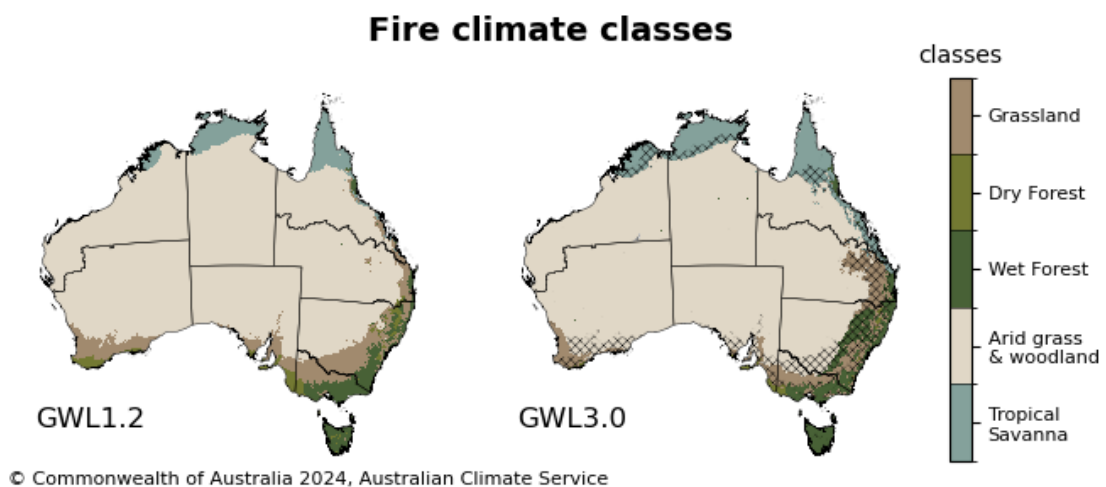 Fire climate classes
classes
Grassland
Dry Forest
Wet Forest
Arid grass
& woodland
Tropical
Savanna
GWL1.2
GWL3.0
© Commonwealth of Australia 2024, Australian Climate Service